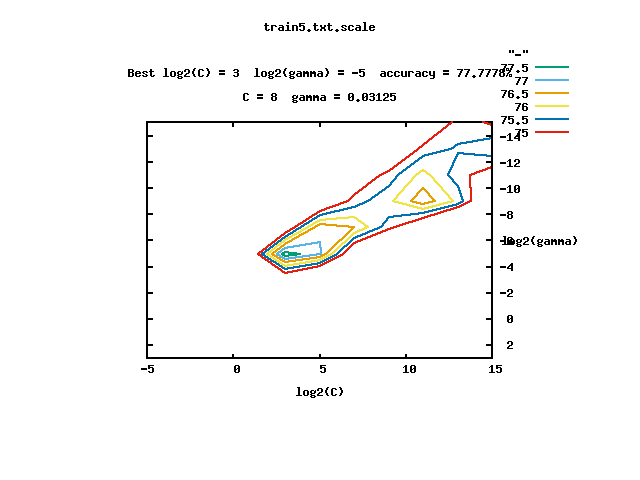 train5.txt.scale
"-"
Best log2(C) = 3  log2(gamma) = -5  accuracy = 77.7778%
77.5
77
76.5
C = 8  gamma = 0.03125
76
75.5
75
-14
-12
-10
-8
-6
log2(gamma)
-4
-2
0
2
-5 0 5 10 15
log2(C)